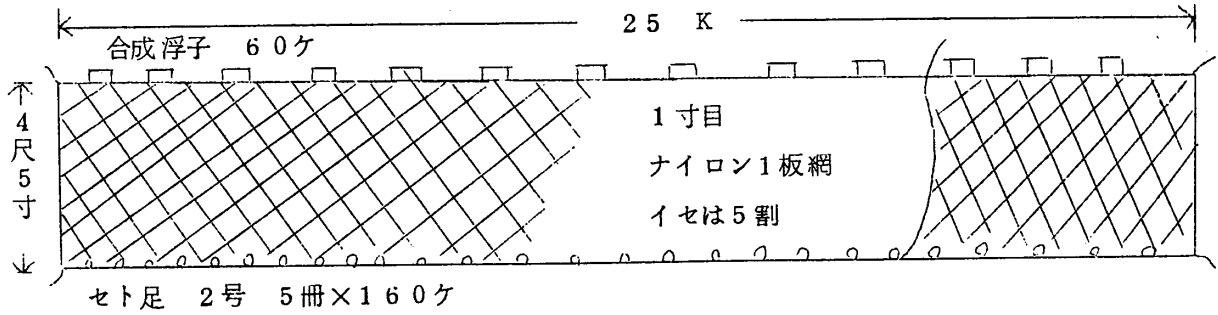 25 K
合成浮子 60ケ
4尺5寸
1寸目
ナイロン1板網
イセは5割
セト足 2号 5冊×160ケ